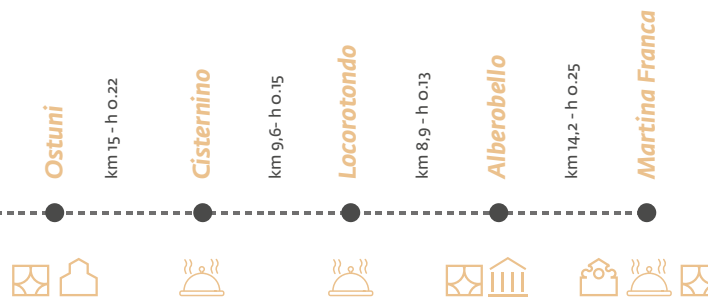 Ostuni
km 15 - h 0.22
Cisternino
km 9,6- h 0.15
Locorotondo
km 8,9 - h 0.13
Alberobello
km 14,2 - h 0.25
Martina Franca